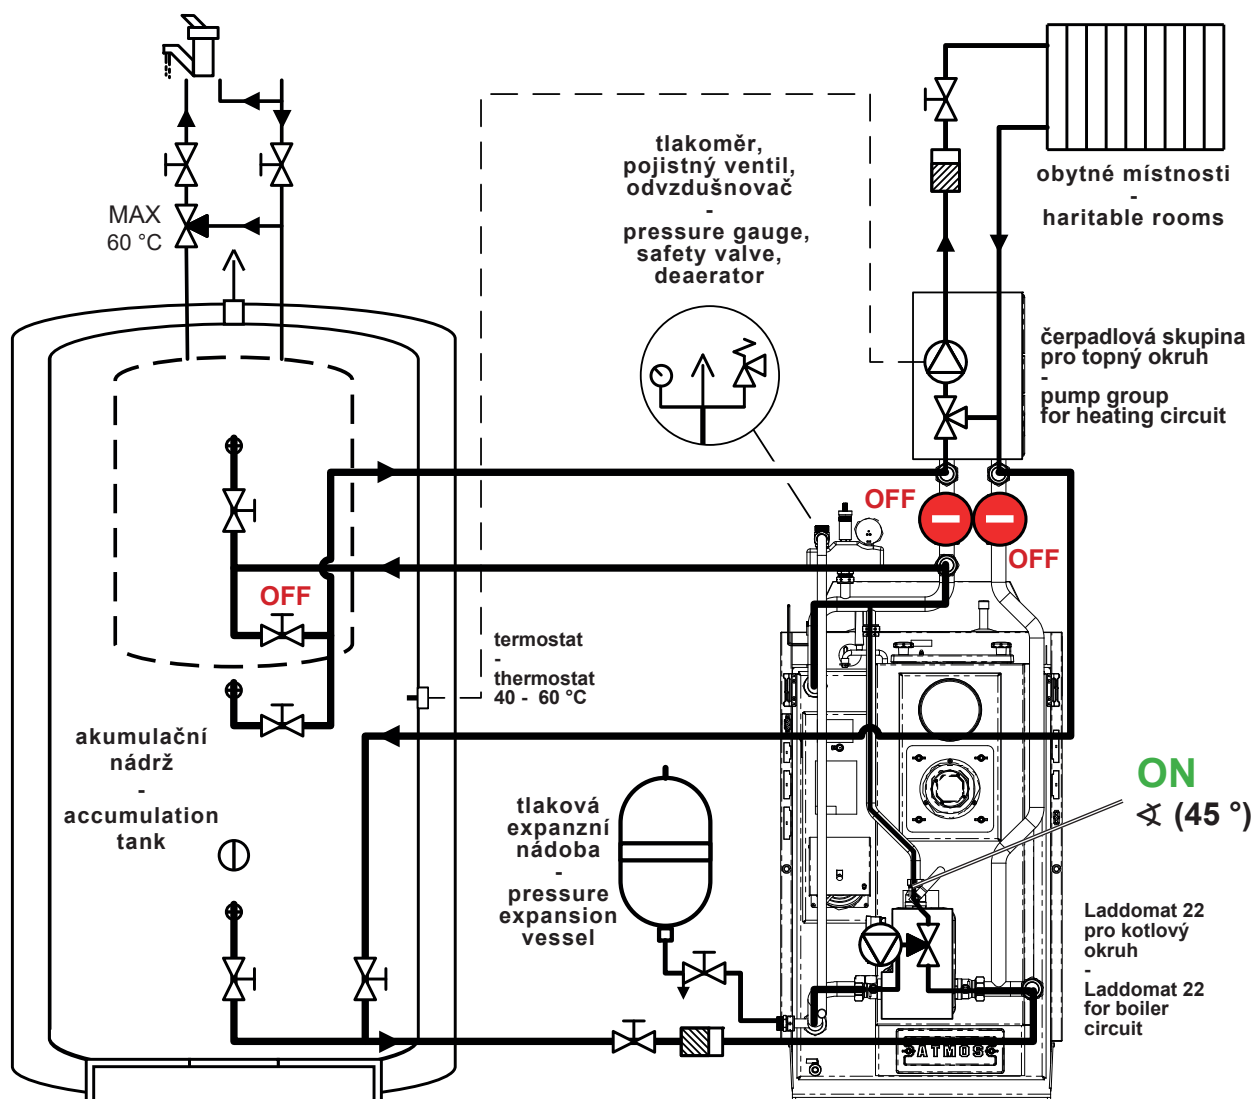 MAX
60 °C
tlakoměr,
pojistný ventil,
odvzdušnovač
-
pressure gauge,
safety valve,
deaerator
obytné místnosti
-
haritable rooms
čerpadlová skupina
pro topný okruh
-
pump group
for heating circuit
OFF
OFF
OFF
termostat
-
thermostat
40 - 60 °C
akumulační
nádrž
-
accumulation
tank
tlaková
expanzní
nádoba
-
pressure
expansion
vessel
ON
∢ (45 °)
Laddomat 22
pro kotlový
okruh
-
Laddomat 22
for boiler
circuit
ATMOS